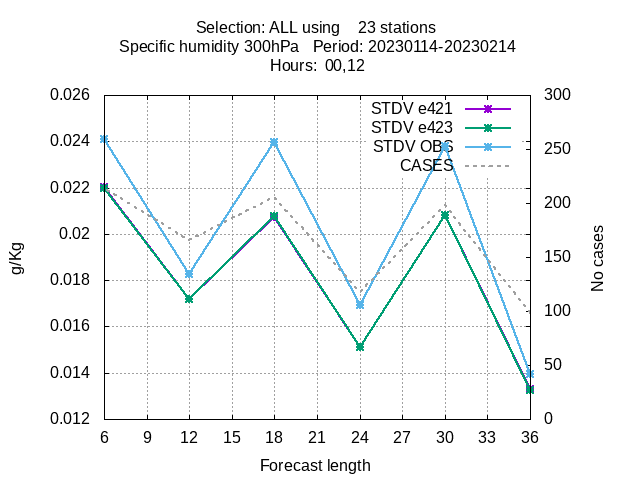 Selection: ALL using    23 stations
Specific humidity 300hPa   Period: 20230114-20230214
Hours: 00,12
0.026
0.024
0.022
0.02
0.018
0.016
0.014
0.012
g/Kg
STDV e421
STDV e423
STDV OBS
CASES
300
250
200
150
100
50
0
No cases
6 9 12 15 18 21 24 27 30 33 36
Forecast length